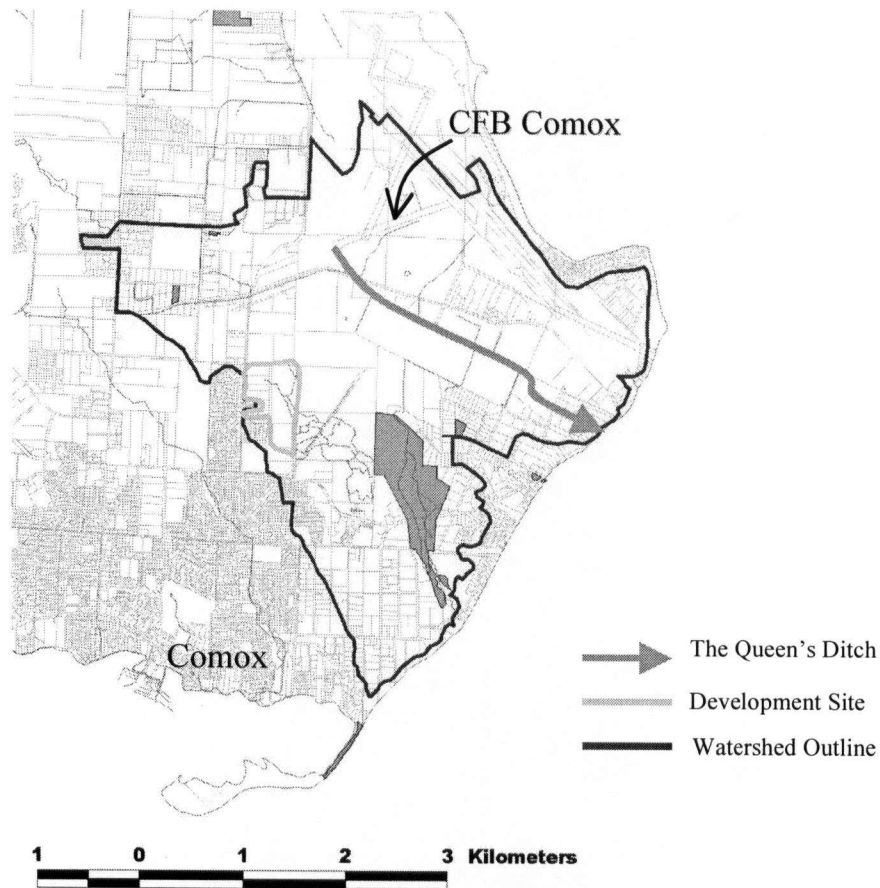 CFB Comox
Comox
The Queen's Ditch
Development Site
Watershed Outline
1 0 1 2 3 Kilometers